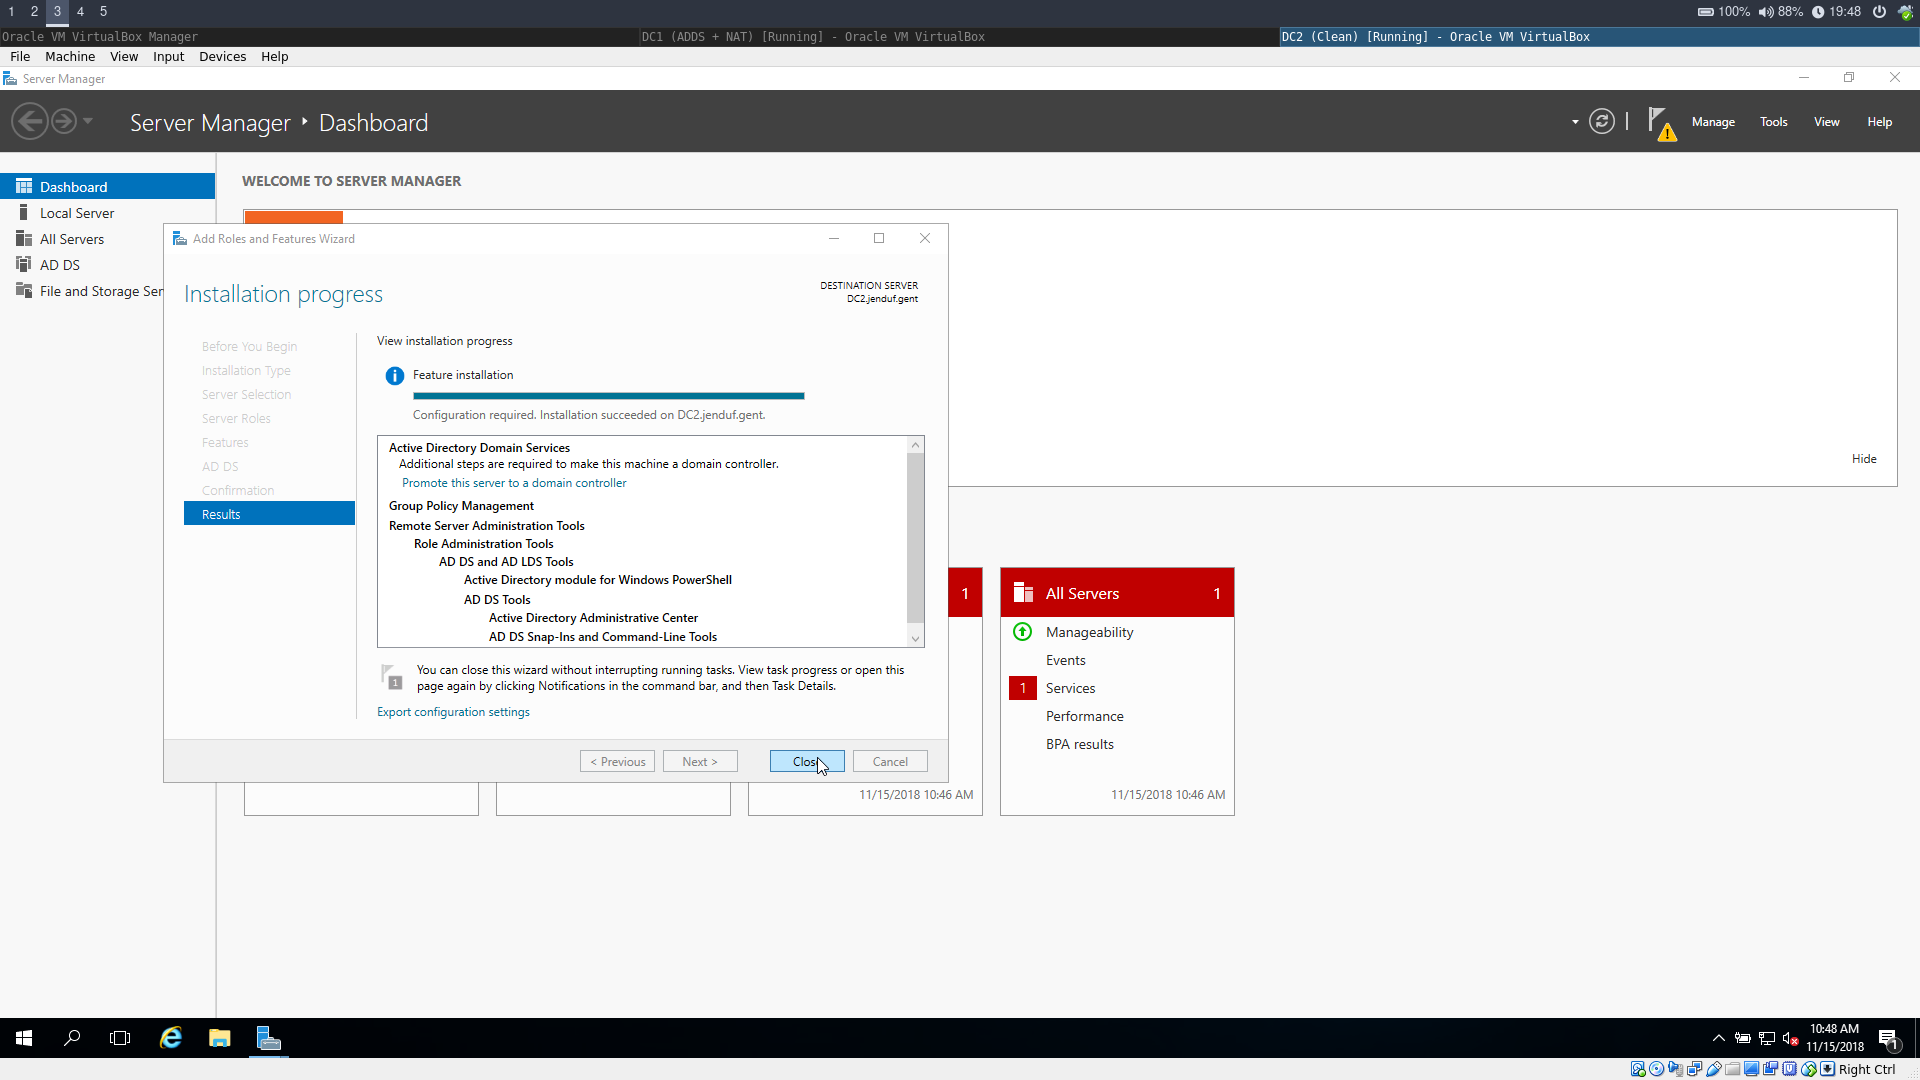 1 2 3 4 5
100% 88% 19:48
Oracle VM VirtualBox Manager
DC1 (ADDS + NAT) [Running] - Oracle VM VirtualBox
DC2 (Clean) [Running] - Oracle VM VirtualBox
File Machine View Input Devices Help
Server Manager
Server Manager Dashboard
Manage Tools View Help
Dashboard
Local Server
All Servers
AD DS
File and Storage Ser
WELCOME TO SERVER MANAGER
Hide
Add Roles and Features Wizard
Installation progress
DESTINATION SERVER
DC2.jenduf.gent
Before You Begin
Installation Type
Server Selection
Server Roles
Features
AD DS
Confirmation
Results
View installation progress
Feature installation
Configuration required. Installation succeeded on DC2.jenduf.gent.
Active Directory Domain Services
Additional steps are required to make this machine a domain controller.
Promote this server to a domain controller
Group Policy Management
Remote Server Administration Tools
Role Administration Tools
AD DS and AD LDS Tools
Active Directory module for Windows PowerShell
AD DS Tools
Active Directory Administrative Center
AD DS Snap-Ins and Command-Line Tools
1
You can close this wizard without interrupting running tasks. View task progress or open this
page again by clicking Notifications in the command bar, and then Task Details.
Export configuration settings
< Previous Next > Close Cancel
1
11/15/2018 10:46 AM
All Servers 1
Manageability
Events
1 Services
Performance
BPA results
11/15/2018 10:46 AM
10:48 AM
11/15/2018
1
Right Ctrl